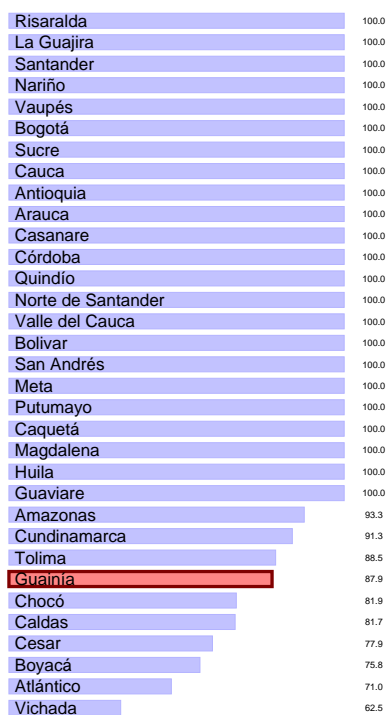 Risaralda 100.0
La Guajira 100.0
Santander 100.0
Nariño 100.0
Vaupés 100.0
Bogotá 100.0
Sucre 100.0
Cauca 100.0
Antioquia 100.0
Arauca 100.0
Casanare 100.0
Córdoba 100.0
Quindío 100.0
Norte de Santander 100.0
Valle del Cauca 100.0
Bolivar 100.0
San Andrés 100.0
Meta 100.0
Putumayo 100.0
Caquetá 100.0
Magdalena 100.0
Huila 100.0
Guaviare 100.0
Amazonas 93.3
Cundinamarca 91.3
Tolima 88.5
Guainía 87.9
Chocó 81.9
Caldas 81.7
Cesar 77.9
Boyacá 75.8
Atlántico 71.0
Vichada 62.5